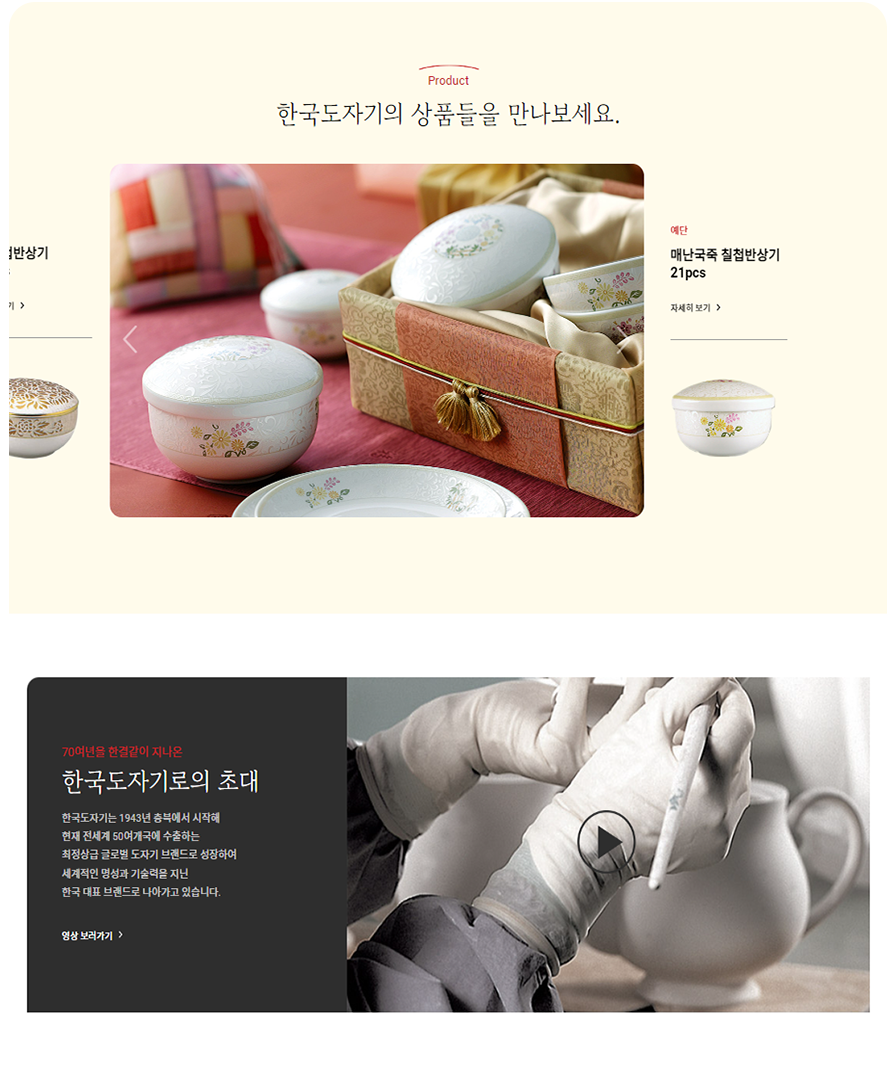 Product
한국도자기의 상품들을 만나보세요.
첩반상기
기 >
예단
매난국죽 칠첩반상기
21pcs
자세히 보기 >
70여년을 한결같이 지나온
한국도자기로의 초대
한국도자기는 1943년 충북에서 시작해
현재 전세계 50여개국에 수출하는
최정상급 글로벌 도자기 브랜드로 성장하여
세계적인 명성과 기술력을 지닌
한국 대표 브랜드로 나아가고 있습니다.
영상 보러가기 >